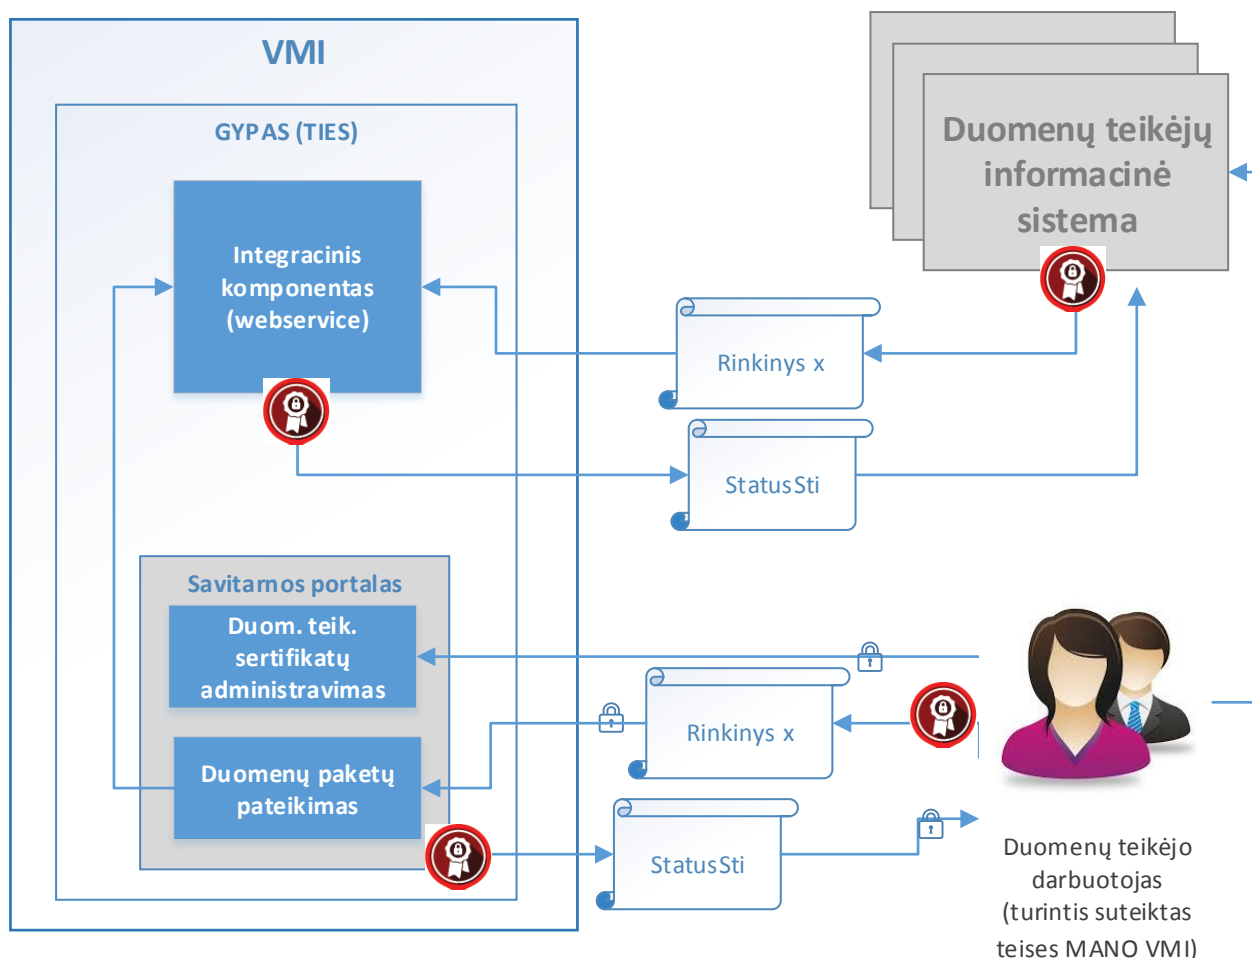 VMI
GYPAS (TIES)
Integracinis
komponentas
(webservice)
Duomenų teikėjų
informacinė
sistema
Rinkinys x
StatusSti
Savitarnos portalas
Duom. teik.
sertifikatų
administravimas
Rinkinys x
Duomenų paketų
pateikimas
StatusSti
Duomenų teikėjo
darbuotojas
(turintis suteiktas
teises MANO VMI)